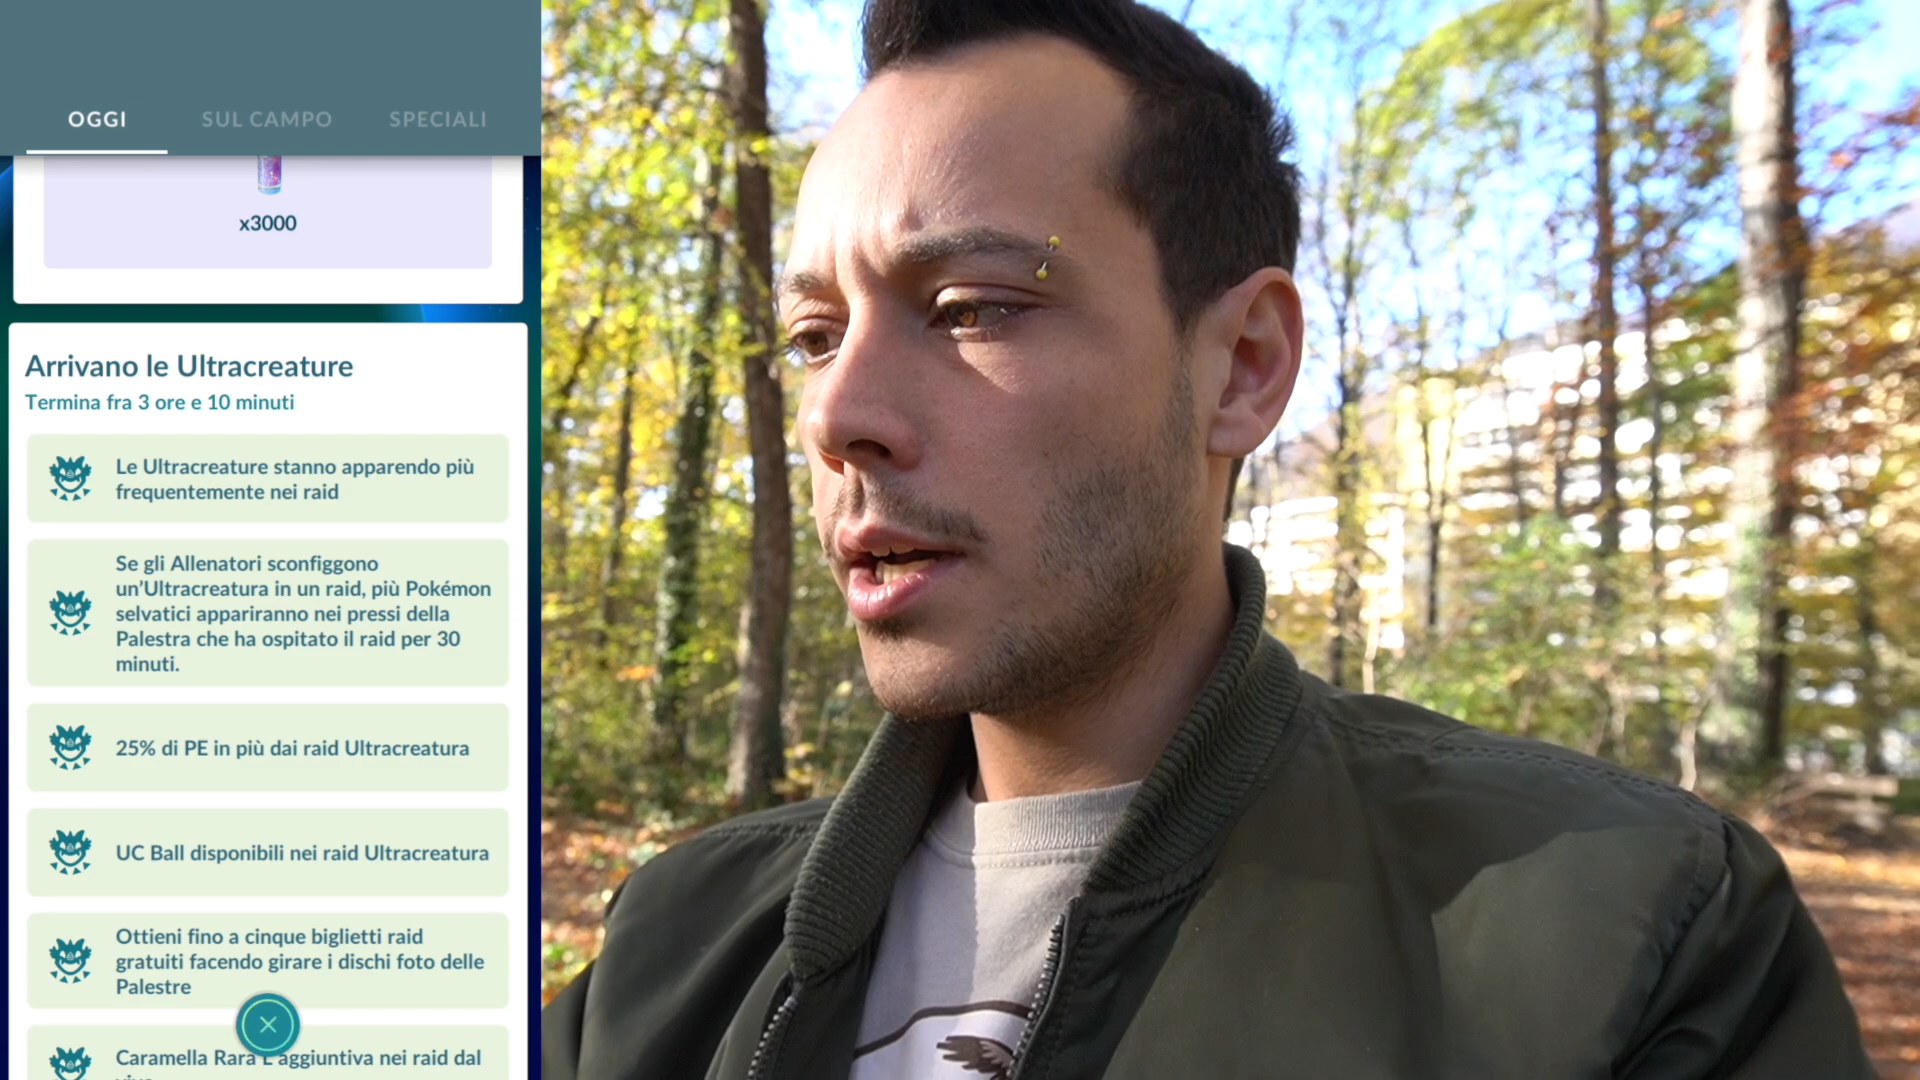 OGGI SUL CAMPO SPECIALI
x3000
Arrivano le Ultracreature
Termina fra 3 ore e 10 minuti
Le Ultracreature stanno apparendo più
frequentemente nei raid
Se gli Allenatori sconfiggono
un'Ultracreatura in un raid, più Pokémon
selvatici appariranno nei pressi della
Palestra che ha ospitato il raid per 30
minuti.
25% di PE in più dai raid Ultracreatura
UC Ball disponibili nei raid Ultracreatura
Ottieni fino a cinque biglietti raid
gratuiti facendo girare i dischi foto delle
Palestre
Caramella Rara L aggiuntiva nei raid dal